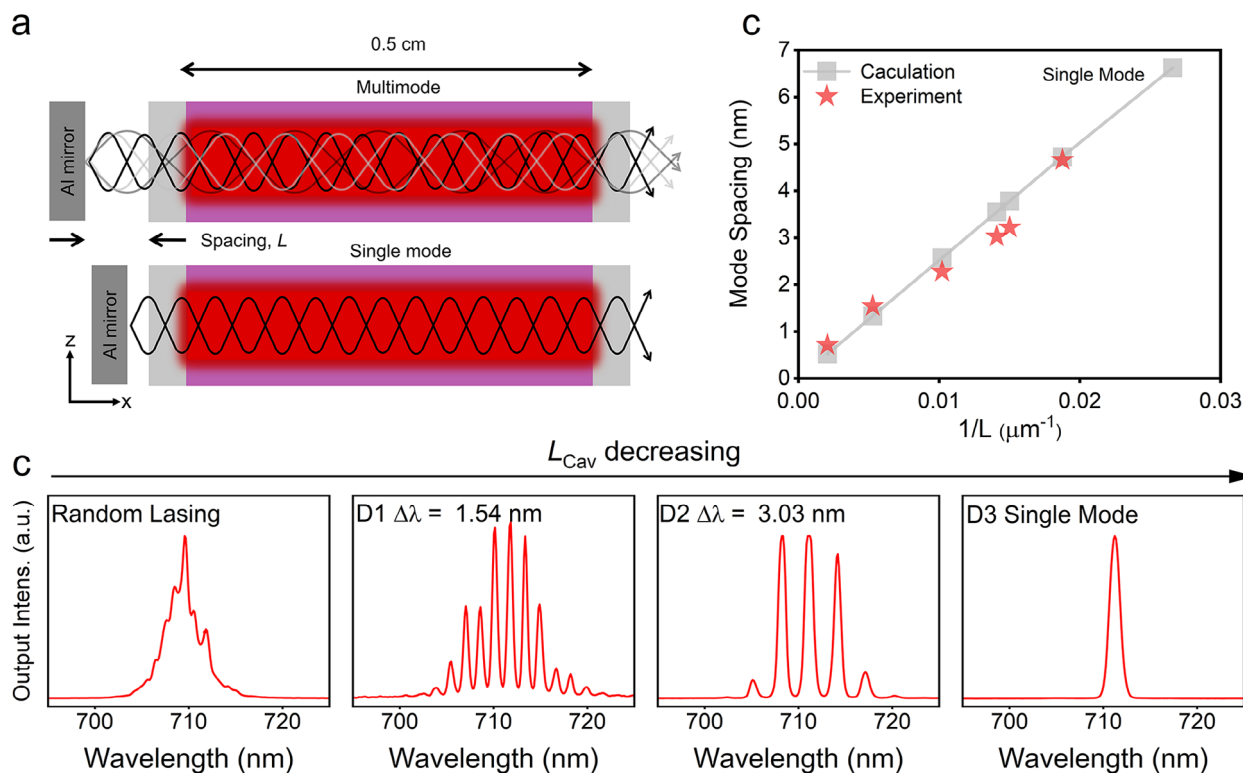 a
0.5 cm
Multimode
Al mirror
Spacing, L
Single mode
Al mirror
z
x
c
7
6
5
4
3
2
1
0
Mode Spacing (nm)
Caculation
Experiment
Single Mode
0.00 0.01 0.02 0.03
1/L (μm⁻¹)
c
L_Cav decreasing
Output Intens. (a.u.)
Random Lasing
700 710 720
Wavelength (nm)
D1 Δλ = 1.54 nm
700 710 720
Wavelength (nm)
D2 Δλ = 3.03 nm
700 710 720
Wavelength (nm)
D3 Single Mode
700 710 720
Wavelength (nm)